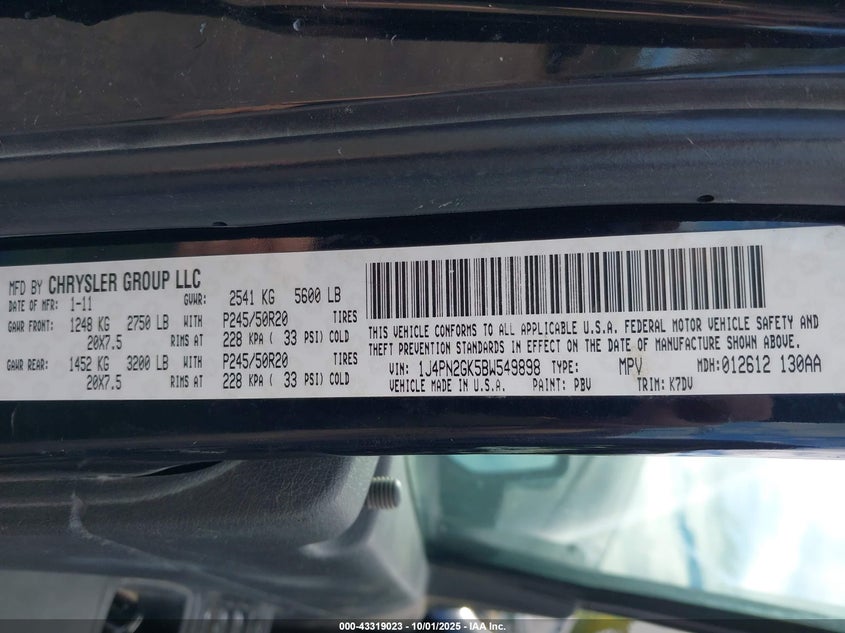 MFD BY CHRYSLER GROUP LLC
DATE OF MFR: 1-11 GVWR: 2541 KG 5600 LB
GAWR FRONT: 1248 KG 2750 LB WITH P245/50R20 TIRES
20X7.5 RIMS AT 228 KPA ( 33 PSI) COLD
GAWR REAR: 1452 KG 3200 LB WITH P245/50R20 TIRES
20X7.5 RIMS AT 228 KPA ( 33 PSI) COLD
THIS VEHICLE CONFORMS TO ALL APPLICABLE U.S.A. FEDERAL MOTOR VEHICLE SAFETY AND
THEFT PREVENTION STANDARDS IN EFFECT ON THE DATE OF MANUFACTURE SHOWN ABOVE.
VIN: 1J4PN2GK5BW549898 TYPE: MPV MDH: 012612 130AA
VEHICLE MADE IN U.S.A. PAINT: PBV TRIM: K7DV
000-43319023 - 10/01/2025 - IAA Inc.